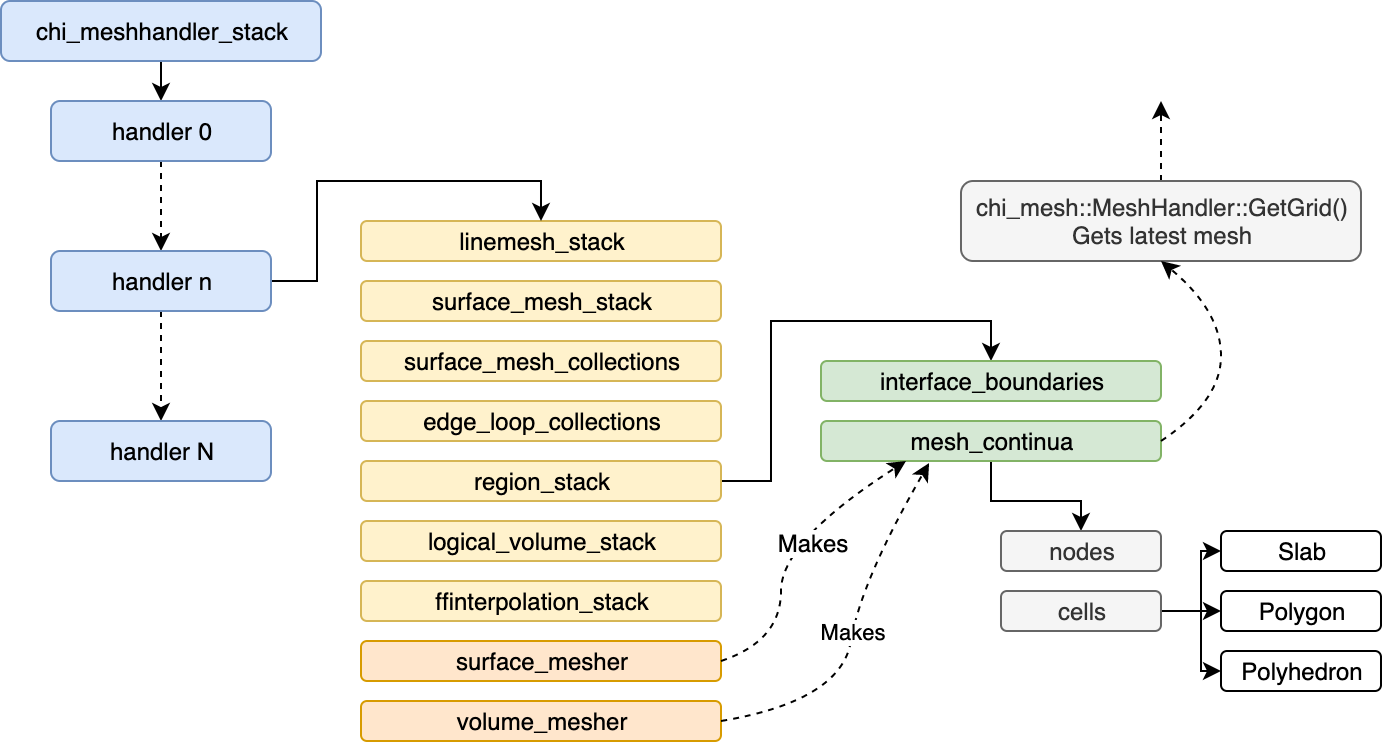 chi_meshhandler_stack
handler 0
handler n
handler N
linemesh_stack
surface_mesh_stack
surface_mesh_collections
edge_loop_collections
region_stack
logical_volume_stack
ffinterpolation_stack
surface_mesher
volume_mesher
Makes
Makes
interface_boundaries
mesh_continua
chi_mesh::MeshHandler::GetGrid()
Gets latest mesh
nodes
cells
Slab
Polygon
Polyhedron